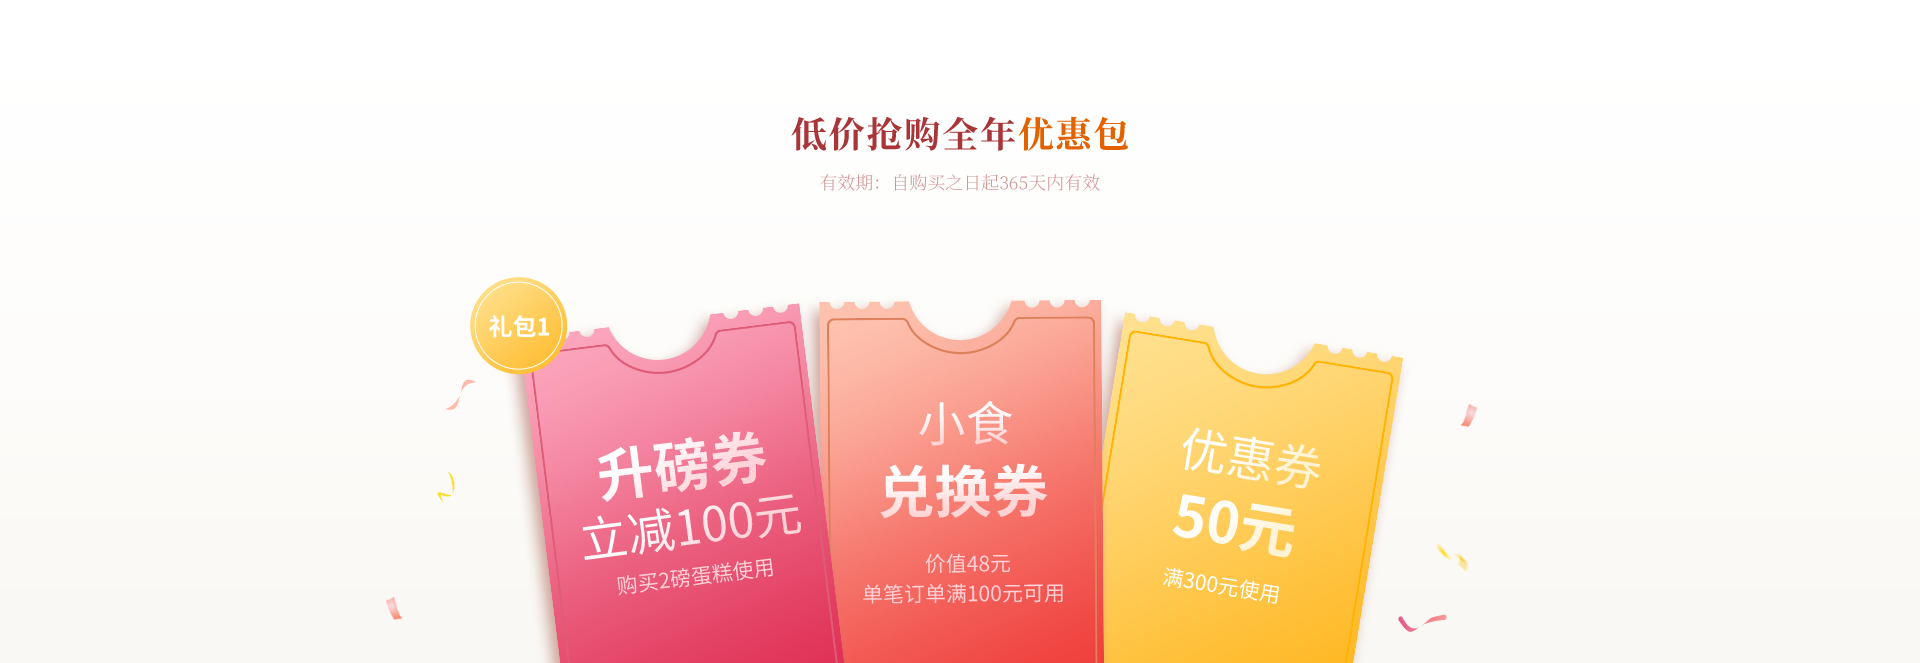 低价抢购全年优惠包
有效期：自购买之日起365天内有效
礼包1
升磅券
立减100元
购买2磅蛋糕使用
小食
兑换券
价值48元
单笔订单满100元可用
优惠券
50元
满300元使用